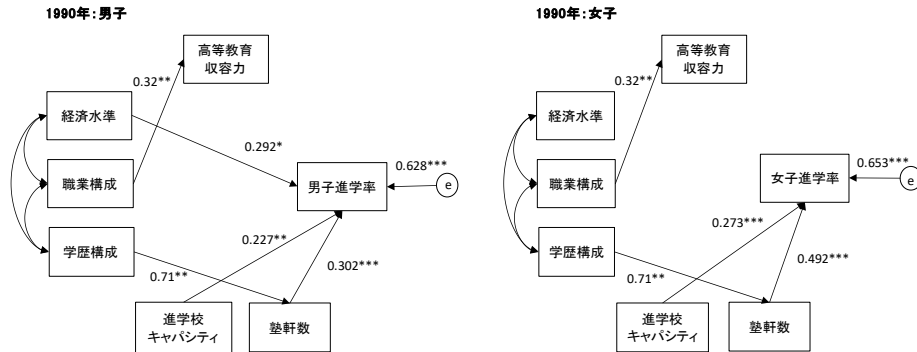 1990年:男子
高等教育
収容力
0.32**
経済水準
0.292*
職業構成
男子進学率
0.628***
e
学歴構成
0.227**
0.302***
0.71**
進学校
キャパシティ
塾軒数
1990年:女子
高等教育
収容力
0.32**
経済水準
職業構成
女子進学率
0.653***
e
学歴構成
0.273***
0.492***
0.71**
進学校
キャパシティ
塾軒数